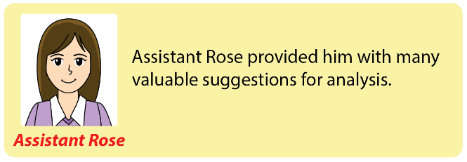 Assistant Rose provided him with many
valuable suggestions for analysis.
Assistant Rose